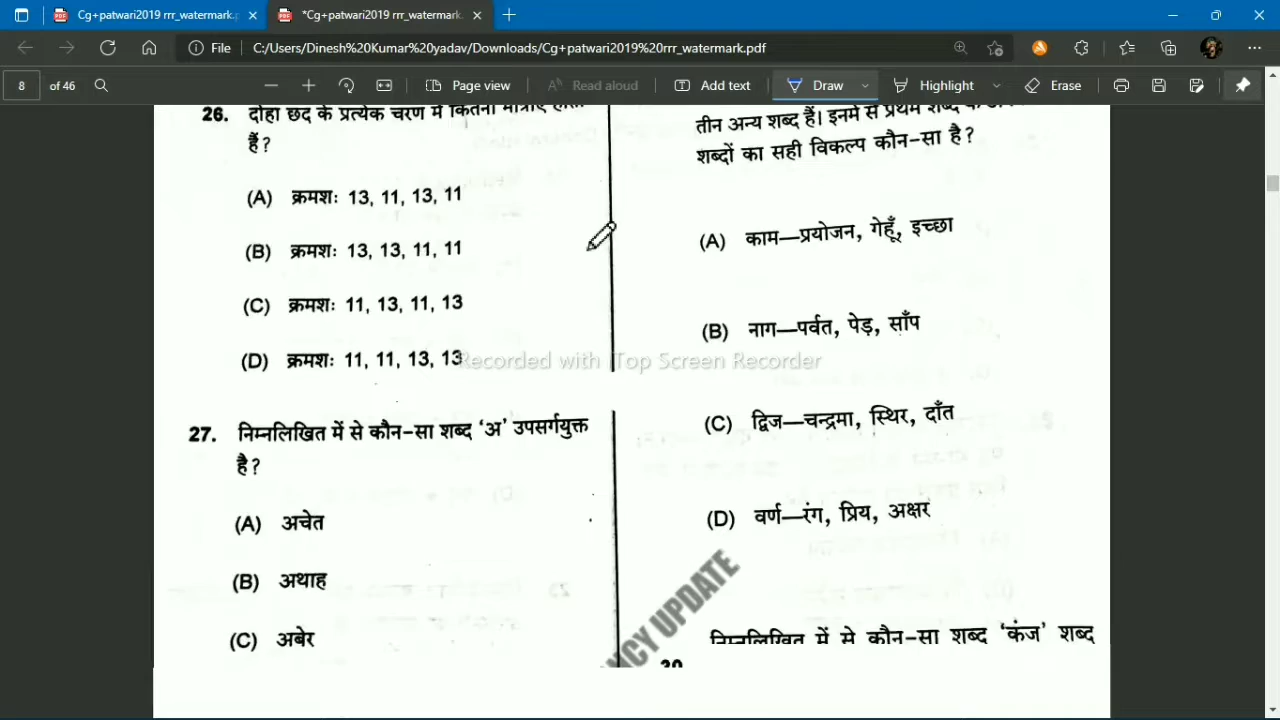 Cg+patwari2019 rrr_watermark.p
*Cg+patwari2019 rrr_watermark.
File
C:/Users/Dinesh%20Kumar%20yadav/Downloads/Cg+patwari2019%20rrr_watermark.pdf
8 of 46
Page view
Read aloud
Add text
Draw
Highlight
Erase
26. दोहा छंद के प्रत्येक चरण में कितनी मात्राएँ होती
हैं?
(A) क्रमशः 13, 11, 13, 11
(B) क्रमशः 13, 13, 11, 11
(C) क्रमशः 11, 13, 11, 13
(D) क्रमशः 11, 11, 13, 13
27. निम्नलिखित में से कौन-सा शब्द ‘अ’ उपसर्गयुक्त
है?
(A) अचेत
(B) अथाह
(C) अबेर
तीन अन्य शब्द हैं। इनमें से प्रथम शब्द के
शब्दों का सही विकल्प कौन-सा है?
(A) काम—प्रयोजन, गेहूँ, इच्छा
(B) नाग—पर्वत, पेड़, साँप
(C) द्विज—चन्द्रमा, स्थिर, दाँत
(D) वर्ण—रंग, प्रिय, अक्षर
निम्नलिखित में से कौन-सा शब्द ‘कंज’ शब्द
30
Recorded with iTop Screen Recorder
NCY UPDATE